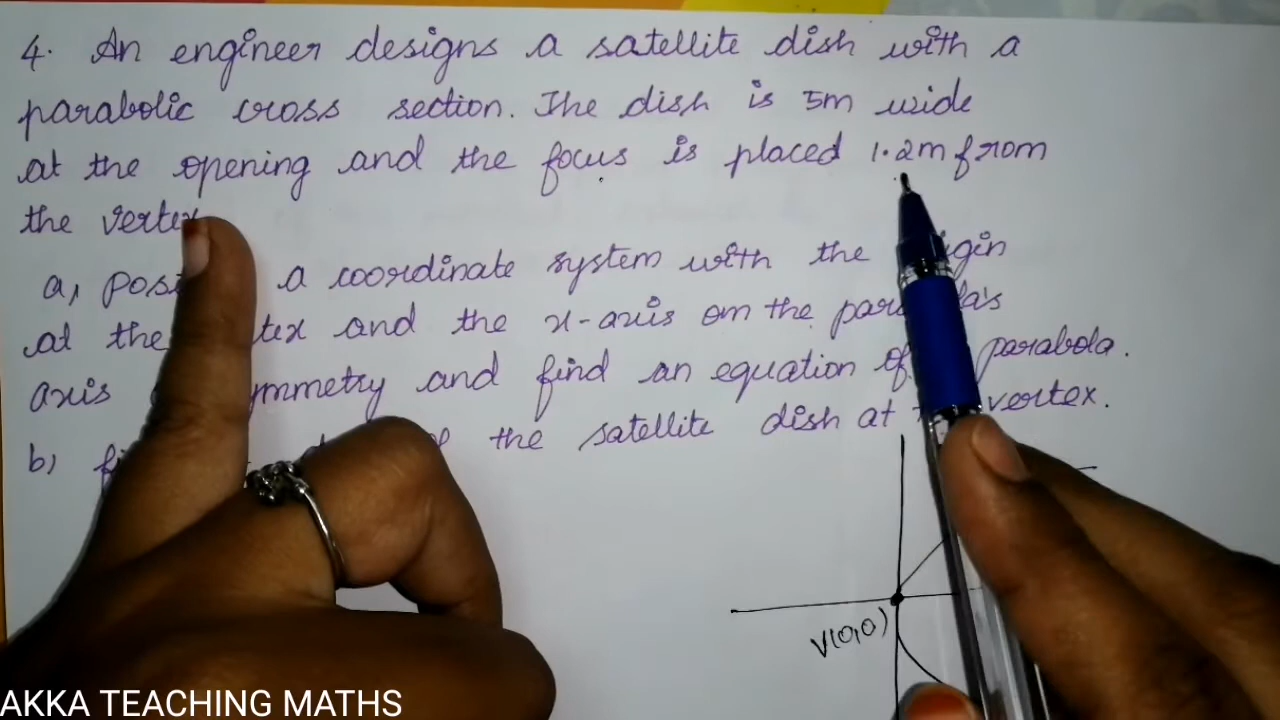 4. An engineer designs a satellite dish with a
parabolic cross section. The dish is 5m wide
at the opening and the focus is placed 1.2m from
the
a, a coordinate system with the
at the and the x-axis on the
axis and find an equation of parabola.
b, the satellite dish at vertex.
V(0,0)
AKKA TEACHING MATHS